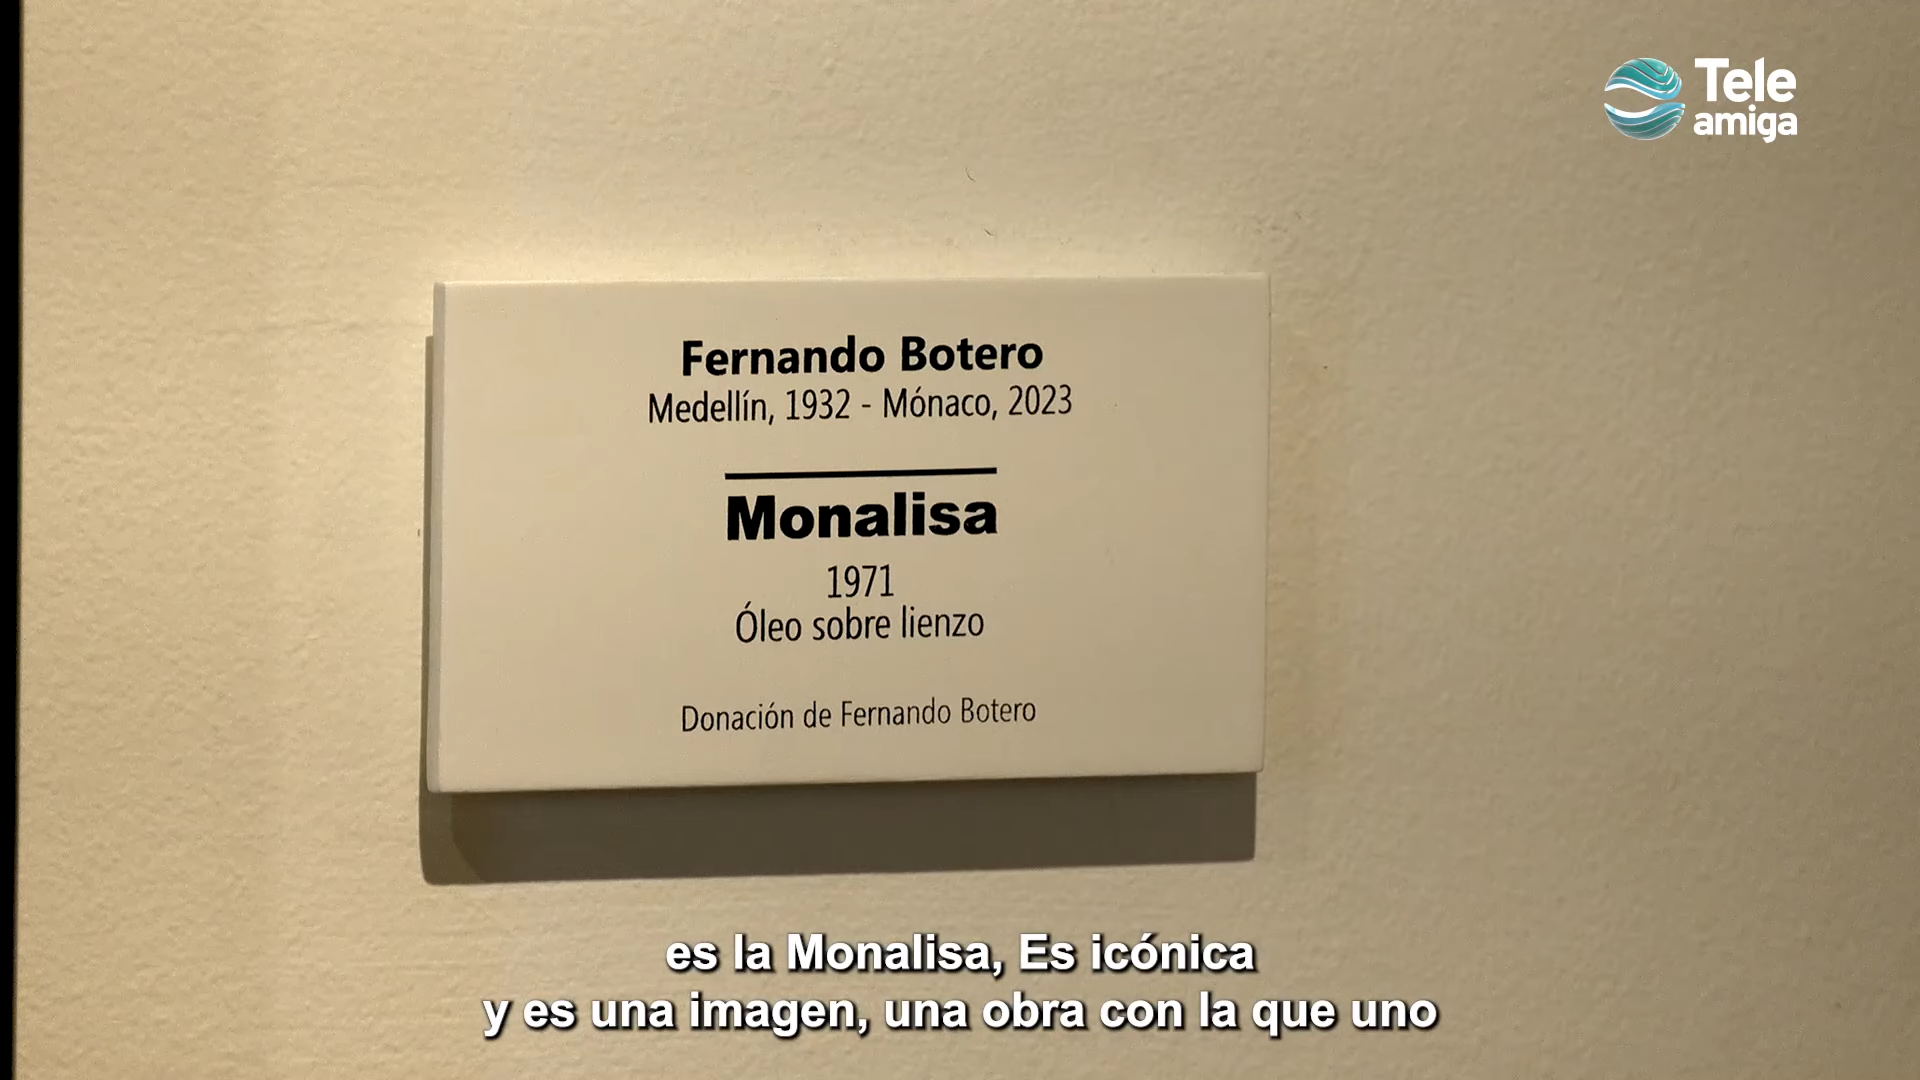 Tele
amiga
Fernando Botero
Medellín, 1932 - Mónaco, 2023
Monalisa
1971
Óleo sobre lienzo
Donación de Fernando Botero
es la Monalisa, Es icónica
y es una imagen, una obra con la que uno